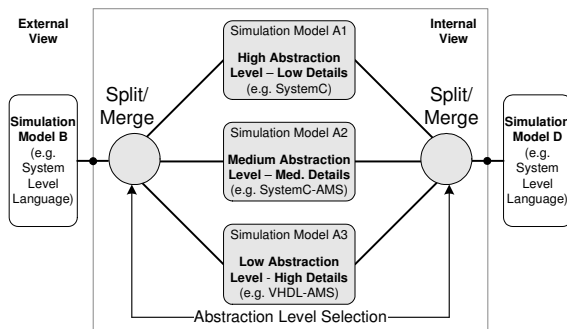 External
View
Internal
View
Simulation Model A1
High Abstraction
Level – Low Details
(e.g. SystemC)
Split/
Merge
Split/
Merge
Simulation
Model B
(e.g.
System
Level
Language)
Simulation Model A2
Medium Abstraction
Level – Med. Details
(e.g. SystemC-AMS)
Simulation
Model D
(e.g.
System
Level
Language)
Simulation Model A3
Low Abstraction
Level - High Details
(e.g. VHDL-AMS)
Abstraction Level Selection